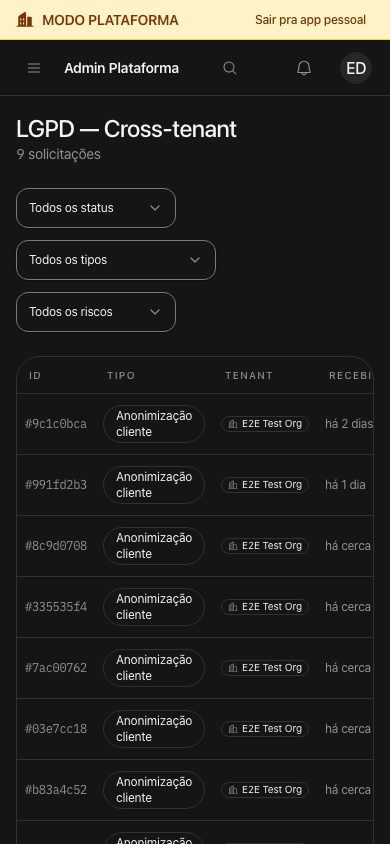 MODO PLATAFORMA
Sair pra app pessoal
Admin Plataforma
ED
LGPD — Cross-tenant
9 solicitações
Todos os status
Todos os tipos
Todos os riscos
ID TIPO TENANT RECEBI
#9c1c0bca Anonimização cliente E2E Test Org há 2 dias
#991fd2b3 Anonimização cliente E2E Test Org há 1 dia
#8c9d0708 Anonimização cliente E2E Test Org há cerca
#335535f4 Anonimização cliente E2E Test Org há cerca
#7ac00762 Anonimização cliente E2E Test Org há cerca
#03e7cc18 Anonimização cliente E2E Test Org há cerca
#b83a4c52 Anonimização cliente E2E Test Org há cerca
Anonimização